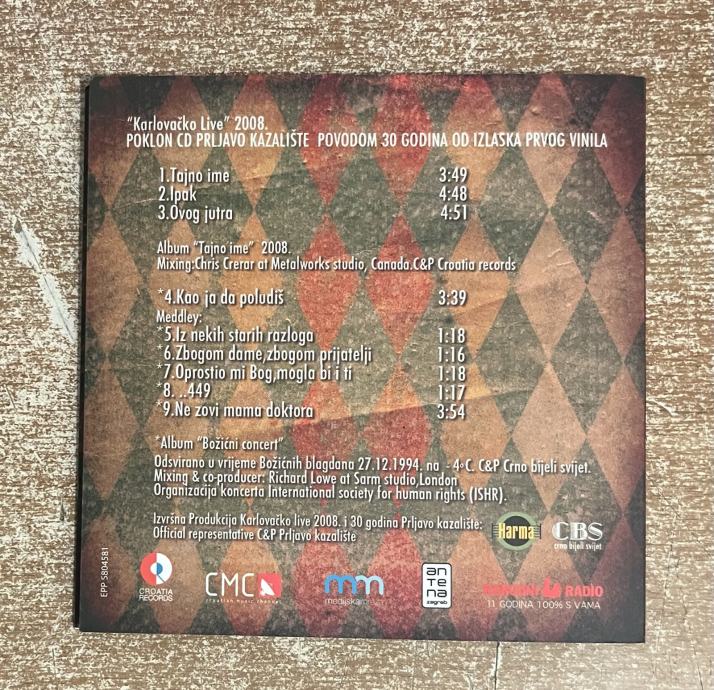 "Karlovačko Live" 2008.
POKLON CD PRLJAVO KAZALIŠTE POVODOM 30 GODINA OD IZLASKA PRVOG VINILA
1.Tajno ime 3:49
2.Ipak 4:48
3.Ovog jutra 4:51
Album "Tajno ime" 2008.
Mixing:Chris Crerar at Metalworks studio, Canada.C&P Croatia records
*4.Kao ja da poludiš 3:39
Meddley:
*5.Iz nekih starih razloga 1:18
*6.Zbogom dame,zbogom prijatelji 1:16
*7.Oprostio mi Bog,mogla bi i ti 1:18
*8. ..449 1:17
*9.Ne zovi mama doktora 3:54
*Album "Božićni concert"
Odsvirano u vrijeme Božićnih blagdana 27.12.1994, na - 4°C. C&P Crno bijeli svijet.
Mixing & co-producer: Richard Lowe at Sarm studio,London
Organizacija koncerta International society for human rights (ISHR).
Izvršna Produkcija Karlovačko live 2008. i 30 godina Prljavo kazalište:
Official representative C&P Prljavo kazalište
Harma
CBS
crno bijeli svijet
EPP 5804581
CROATIA
RECORDS
CMC
croatian music channel
mm
an
te
na
zagreb
RADIO
11 GODINA 100% S VAMA